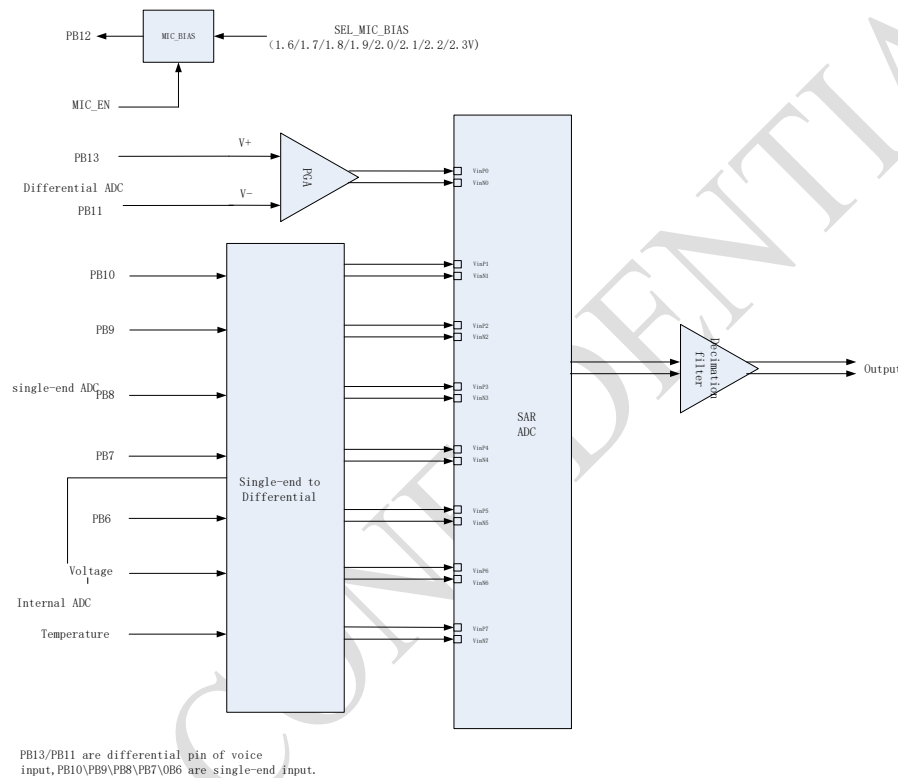 SEL_MIC_BIAS
(1.6/1.7/1.8/1.9/2.0/2.1/2.2/2.3V)
PB12
MIC_BIAS
MIC_EN
PB13
V+
Differential ADC
V-
PB11
PGA
VinP0
VinN0
PB10
VinP1
VinN1
PB9
VinP2
VinN2
single-end ADC
PB8
VinP3
VinN3
PB7
VinP4
VinN4
Single-end to
Differential
PB6
VinP5
VinN5
Voltage
VinP6
VinN6
Internal ADC
Temperature
VinP7
VinN7
SAR
ADC
Decimation
filter
Output
PB13/PB11 are differential pin of voice
input,PB10\PB9\PB8\PB7\OB6 are single-end input.
CONFIDENTIA